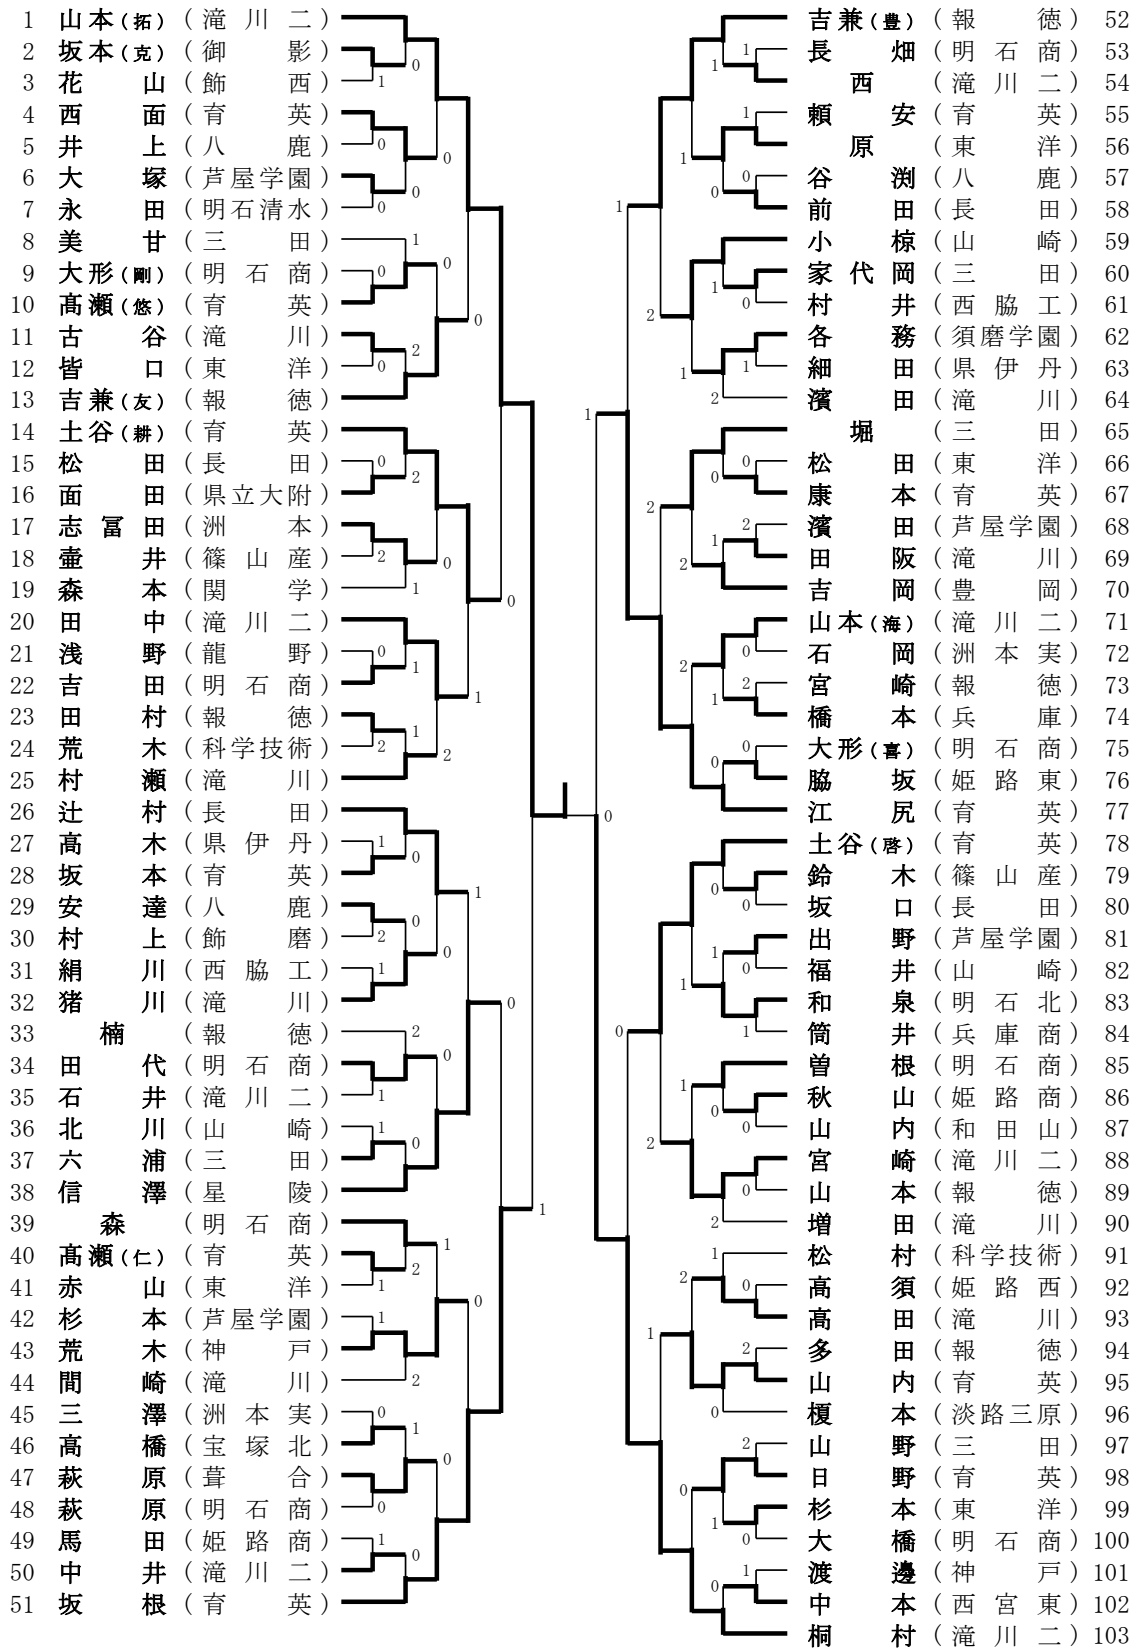 1 山本(拓) (滝川二)
2 坂本(克) (御影)
3 花山 (飾西)
4 西面 (育英)
5 井上 (八鹿)
6 大塚 (芦屋学園)
7 永田 (明石清水)
8 美甘 (三田)
9 大形(剛) (明石商)
10 髙瀬(悠) (育英)
11 古谷 (滝川)
12 皆口 (東洋)
13 吉兼(友) (報徳)
14 土谷(耕) (育英)
15 松田 (長田)
16 面田 (県立大附)
17 志冨田 (洲本)
18 壷井 (篠山産)
19 森本 (関学)
20 田中 (滝川二)
21 浅野 (龍野)
22 吉田 (明石商)
23 田村 (報徳)
24 荒木 (科学技術)
25 村瀬 (滝川)
26 辻村 (長田)
27 高木 (県伊丹)
28 坂本 (育英)
29 安達 (八鹿)
30 村上 (飾磨)
31 絹川 (西脇工)
32 猪川 (滝川)
33 楠 (報徳)
34 田代 (明石商)
35 石井 (滝川二)
36 北川 (山崎)
37 六浦 (三田)
38 信澤 (星陵)
39 森 (明石商)
40 髙瀬(仁) (育英)
41 赤山 (東洋)
42 杉本 (芦屋学園)
43 荒木 (神戸)
44 間崎 (滝川)
45 三澤 (洲本実)
46 高橋 (宝塚北)
47 萩原 (葺合)
48 萩原 (明石商)
49 馬田 (姫路商)
50 中井 (滝川二)
51 坂根 (育英)
吉兼(豊) (報徳) 52
長畑 (明石商) 53
西 (滝川二) 54
頼安 (育英) 55
原 (東洋) 56
谷渕 (八鹿) 57
前田 (長田) 58
小椋 (山崎) 59
家代岡 (三田) 60
村井 (西脇工) 61
各務 (須磨学園) 62
細田 (県伊丹) 63
濱田 (滝川) 64
堀 (三田) 65
松田 (東洋) 66
康本 (育英) 67
濱田 (芦屋学園) 68
田阪 (滝川) 69
吉岡 (豊岡) 70
山本(海) (滝川二) 71
石岡 (洲本実) 72
宮崎 (報徳) 73
橋本 (兵庫) 74
大形(喜) (明石商) 75
脇坂 (姫路東) 76
江尻 (育英) 77
土谷(啓) (育英) 78
鈴木 (篠山産) 79
坂口 (長田) 80
出野 (芦屋学園) 81
福井 (山崎) 82
和泉 (明石北) 83
筒井 (兵庫商) 84
曽根 (明石商) 85
秋山 (姫路商) 86
山内 (和田山) 87
宮崎 (滝川二) 88
山本 (報徳) 89
増田 (滝川) 90
松村 (科学技術) 91
高須 (姫路西) 92
高田 (滝川) 93
多田 (報徳) 94
山内 (育英) 95
榎本 (淡路三原) 96
山野 (三田) 97
日野 (育英) 98
杉本 (東洋) 99
大橋 (明石商) 100
渡邊 (神戸) 101
中本 (西宮東) 102
桐村 (滝川二) 103